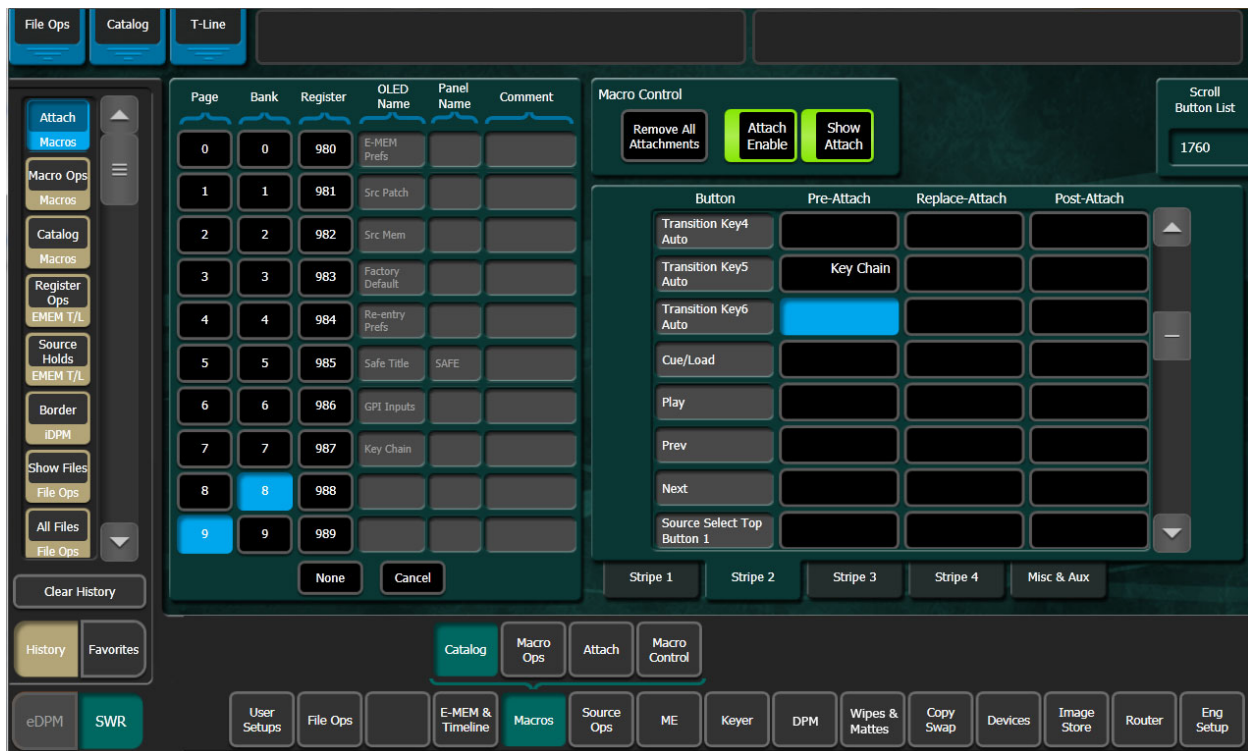 File Ops
Catalog
T-Line
Attach
Macros
Macro Ops
Macros
Catalog
Macros
Register
Ops
EMEM T/L
Source
Holds
EMEM T/L
Border
iDPM
Show Files
File Ops
All Files
File Ops
Clear History
History
Favorites
eDPM
SWR
Page Bank Register OLED Name Panel Name Comment
0 0 980 E-MEM Prefs
1 1 981 Src Patch
2 2 982 Src Mem
3 3 983 Factory Default
4 4 984 Re-entry Prefs
5 5 985 Safe Title SAFE
6 6 986 GPI Inputs
7 7 987 Key Chain
8 8 988
9 9 989
None Cancel
Macro Control
Remove All
Attachments
Attach
Enable
Show
Attach
Scroll
Button List
1760
Button Pre-Attach Replace-Attach Post-Attach
Transition Key4
Auto
Transition Key5
Auto
Key Chain
Transition Key6
Auto
Cue/Load
Play
Prev
Next
Source Select Top
Button 1
Stripe 1 Stripe 2 Stripe 3 Stripe 4 Misc & Aux
Catalog
Macro
Ops
Attach
Macro
Control
User
Setups
File Ops
E-MEM &
Timeline
Macros
Source
Ops
ME
Keyer
DPM
Wipes &
Mattes
Copy
Swap
Devices
Image
Store
Router
Eng
Setup